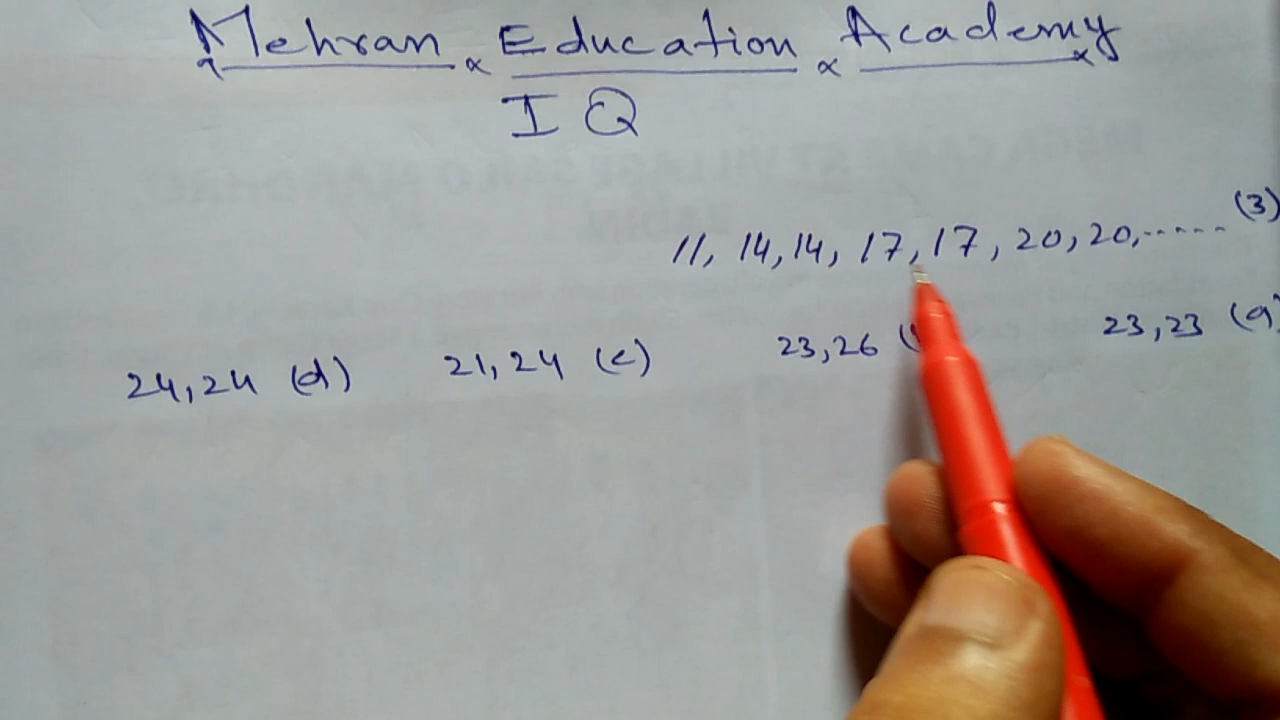 Mehran Education Academy
IQ
11, 14, 14, 17, 17, 20, 20, ..... (3)
24, 24 (d) 21, 24 (c) 23, 26 ( 23, 23 (a)